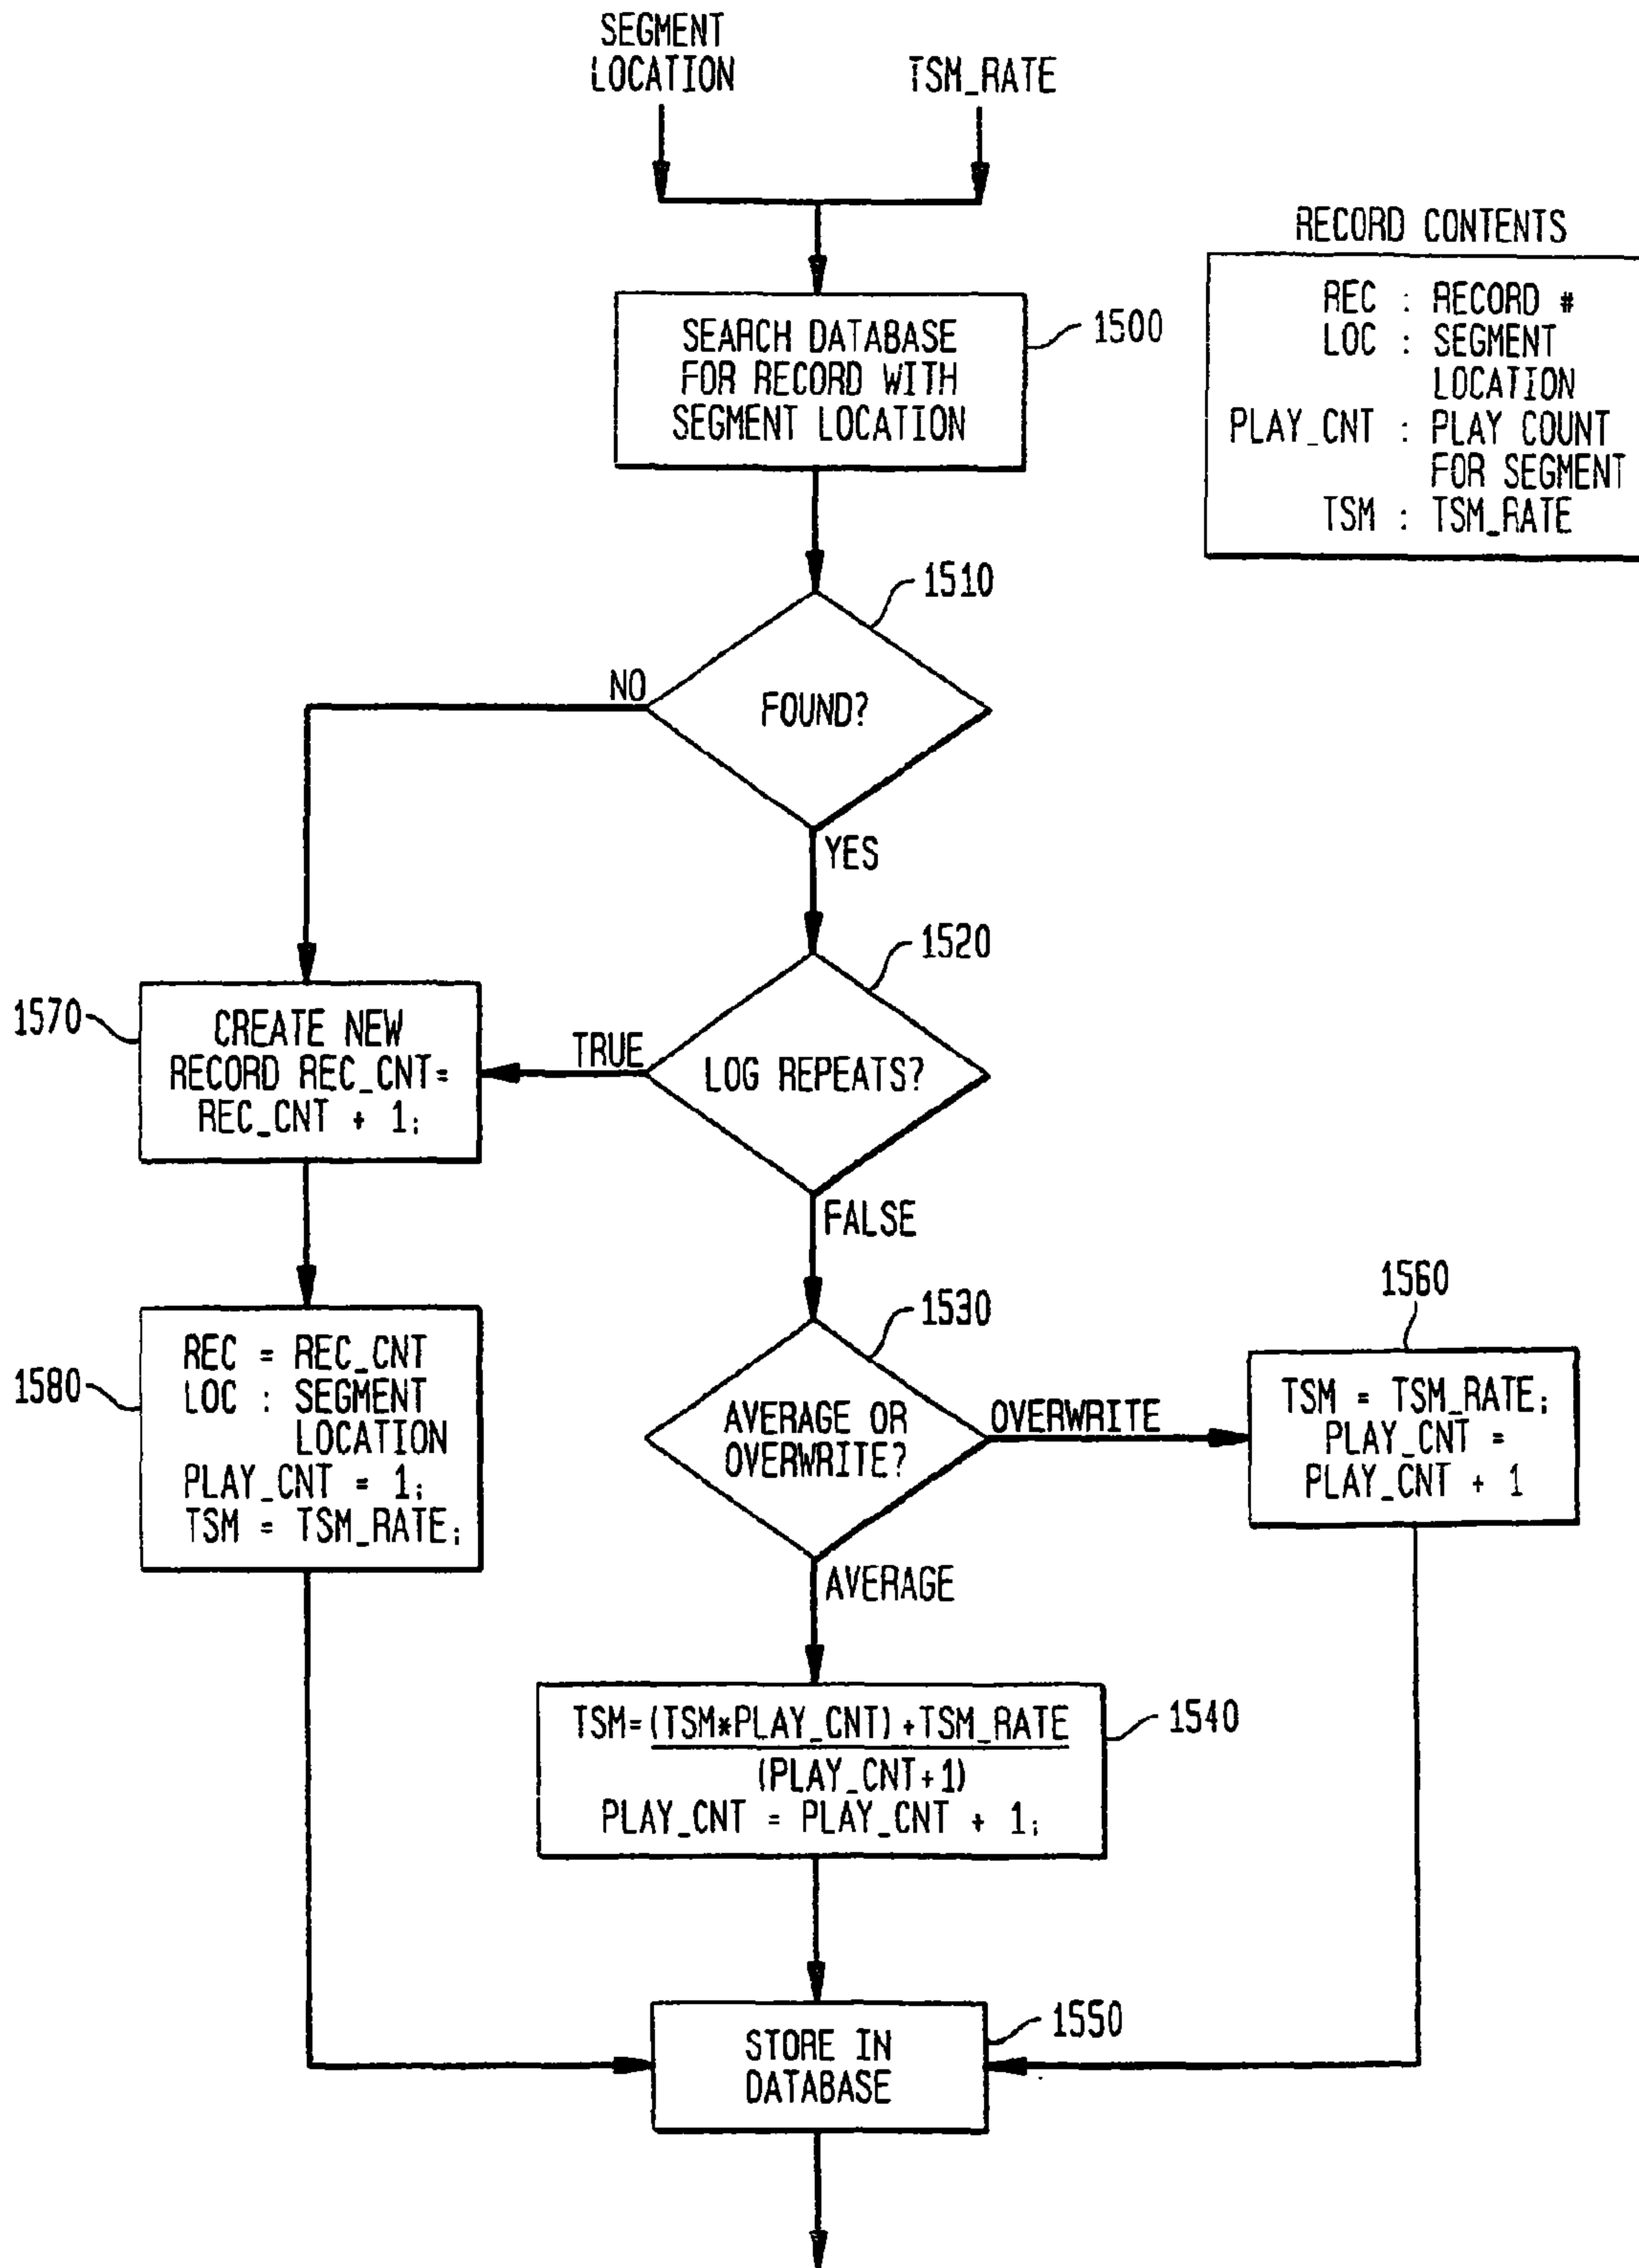 SEGMENT
LOCATION
TSM_RATE
RECORD CONTENTS
REC : RECORD #
LOC : SEGMENT
LOCATION
PLAY_CNT : PLAY COUNT
FOR SEGMENT
TSM : TSM_RATE
SEARCH DATABASE
FOR RECORD WITH
SEGMENT LOCATION
1500
1510
FOUND?
NO
YES
1520
LOG REPEATS?
TRUE
FALSE
1570
CREATE NEW
RECORD REC_CNT=
REC_CNT + 1;
1580
REC = REC_CNT
LOC : SEGMENT
LOCATION
PLAY_CNT = 1;
TSM = TSM_RATE;
1530
AVERAGE OR
OVERWRITE?
OVERWRITE
AVERAGE
1560
TSM = TSM_RATE;
PLAY_CNT =
PLAY_CNT + 1
TSM=(TSM*PLAY_CNT)+TSM_RATE
(PLAY_CNT+1)
PLAY_CNT = PLAY_CNT + 1;
1540
STORE IN
DATABASE
1550